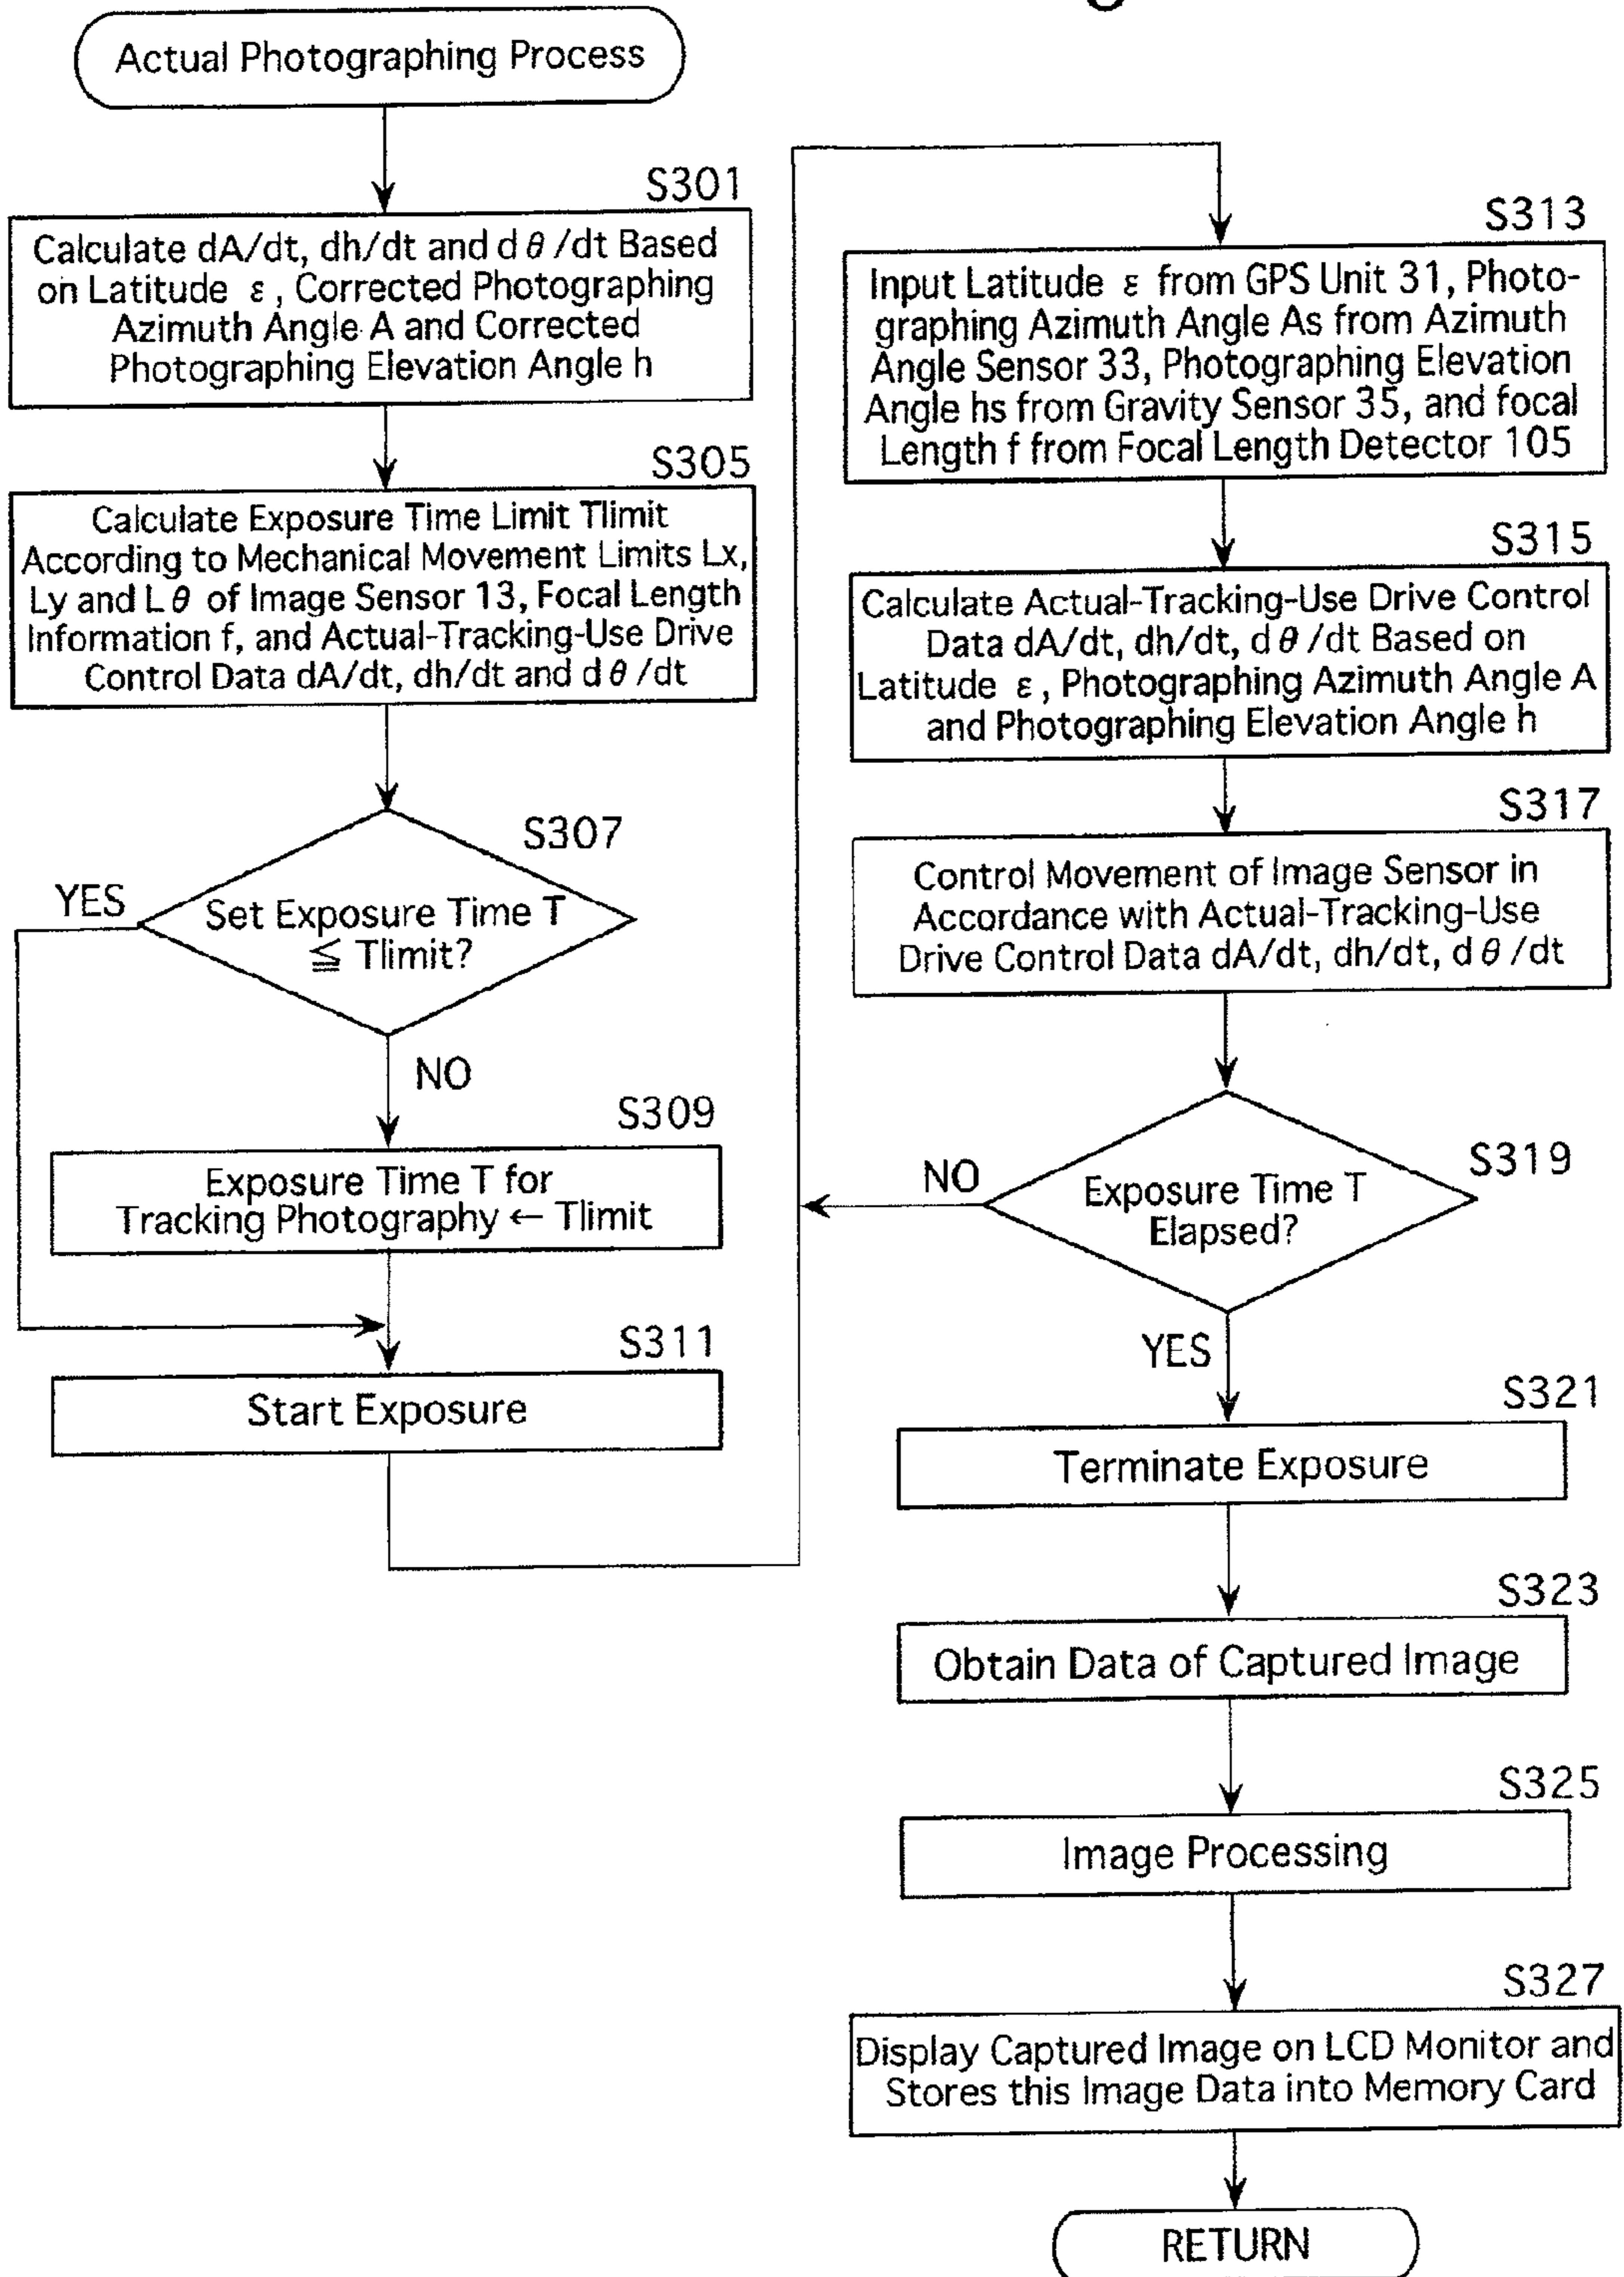 Actual Photographing Process
S301
Calculate dA/dt, dh/dt and dθ/dt Based
on Latitude ε, Corrected Photographing
Azimuth Angle A and Corrected
Photographing Elevation Angle h
S305
Calculate Exposure Time Limit Tlimit
According to Mechanical Movement Limits Lx,
Ly and Lθ of Image Sensor 13, Focal Length
Information f, and Actual-Tracking-Use Drive
Control Data dA/dt, dh/dt and dθ/dt
S307
YES
Set Exposure Time T
≦ Tlimit?
NO
S309
Exposure Time T for
Tracking Photography ← Tlimit
S311
Start Exposure
S313
Input Latitude ε from GPS Unit 31, Photo-
graphing Azimuth Angle As from Azimuth
Angle Sensor 33, Photographing Elevation
Angle hs from Gravity Sensor 35, and focal
Length f from Focal Length Detector 105
S315
Calculate Actual-Tracking-Use Drive Control
Data dA/dt, dh/dt, dθ/dt Based on
Latitude ε, Photographing Azimuth Angle A
and Photographing Elevation Angle h
S317
Control Movement of Image Sensor in
Accordance with Actual-Tracking-Use
Drive Control Data dA/dt, dh/dt, dθ/dt
S319
NO
Exposure Time T
Elapsed?
YES
S321
Terminate Exposure
S323
Obtain Data of Captured Image
S325
Image Processing
S327
Display Captured Image on LCD Monitor and
Stores this Image Data into Memory Card
RETURN